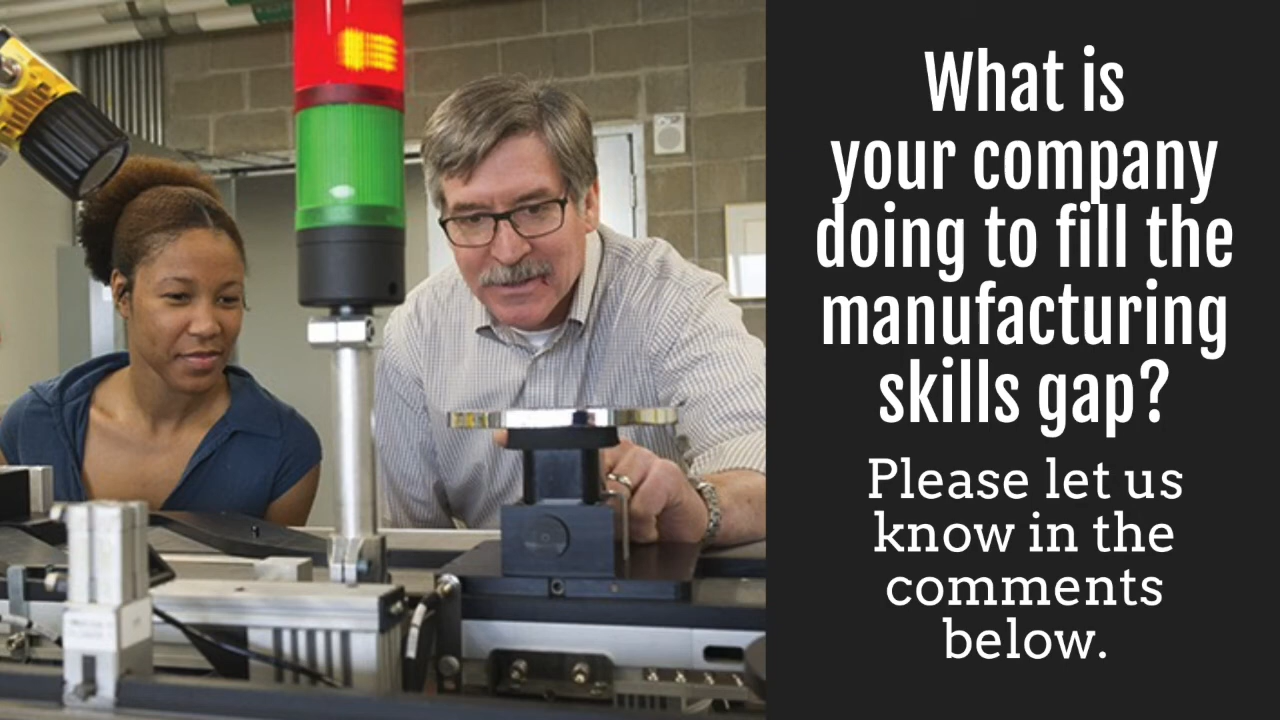 What is
your company
doing to fill the
manufacturing
skills gap?
Please let us
know in the
comments
below.